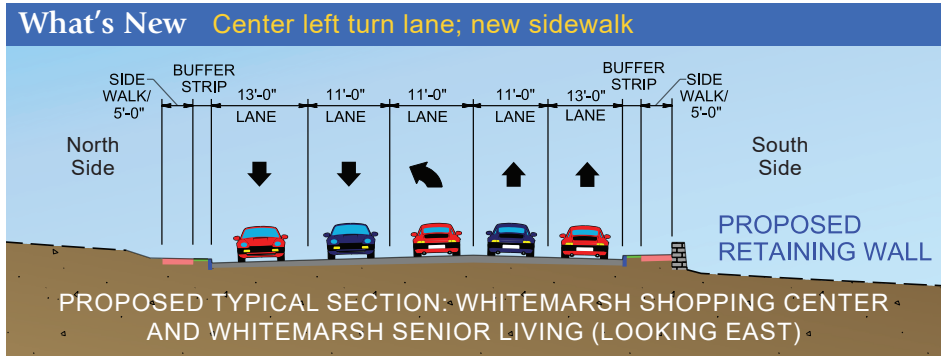 What's New Center left turn lane; new sidewalk
SIDE
WALK/
5'-0"
BUFFER
STRIP
13'-0"
LANE
11'-0"
LANE
11'-0"
LANE
11'-0"
LANE
13'-0"
LANE
BUFFER
STRIP
SIDE
WALK/
5'-0"
North
Side
South
Side
PROPOSED
RETAINING WALL
PROPOSED TYPICAL SECTION: WHITEMARSH SHOPPING CENTER
AND WHITEMARSH SENIOR LIVING (LOOKING EAST)